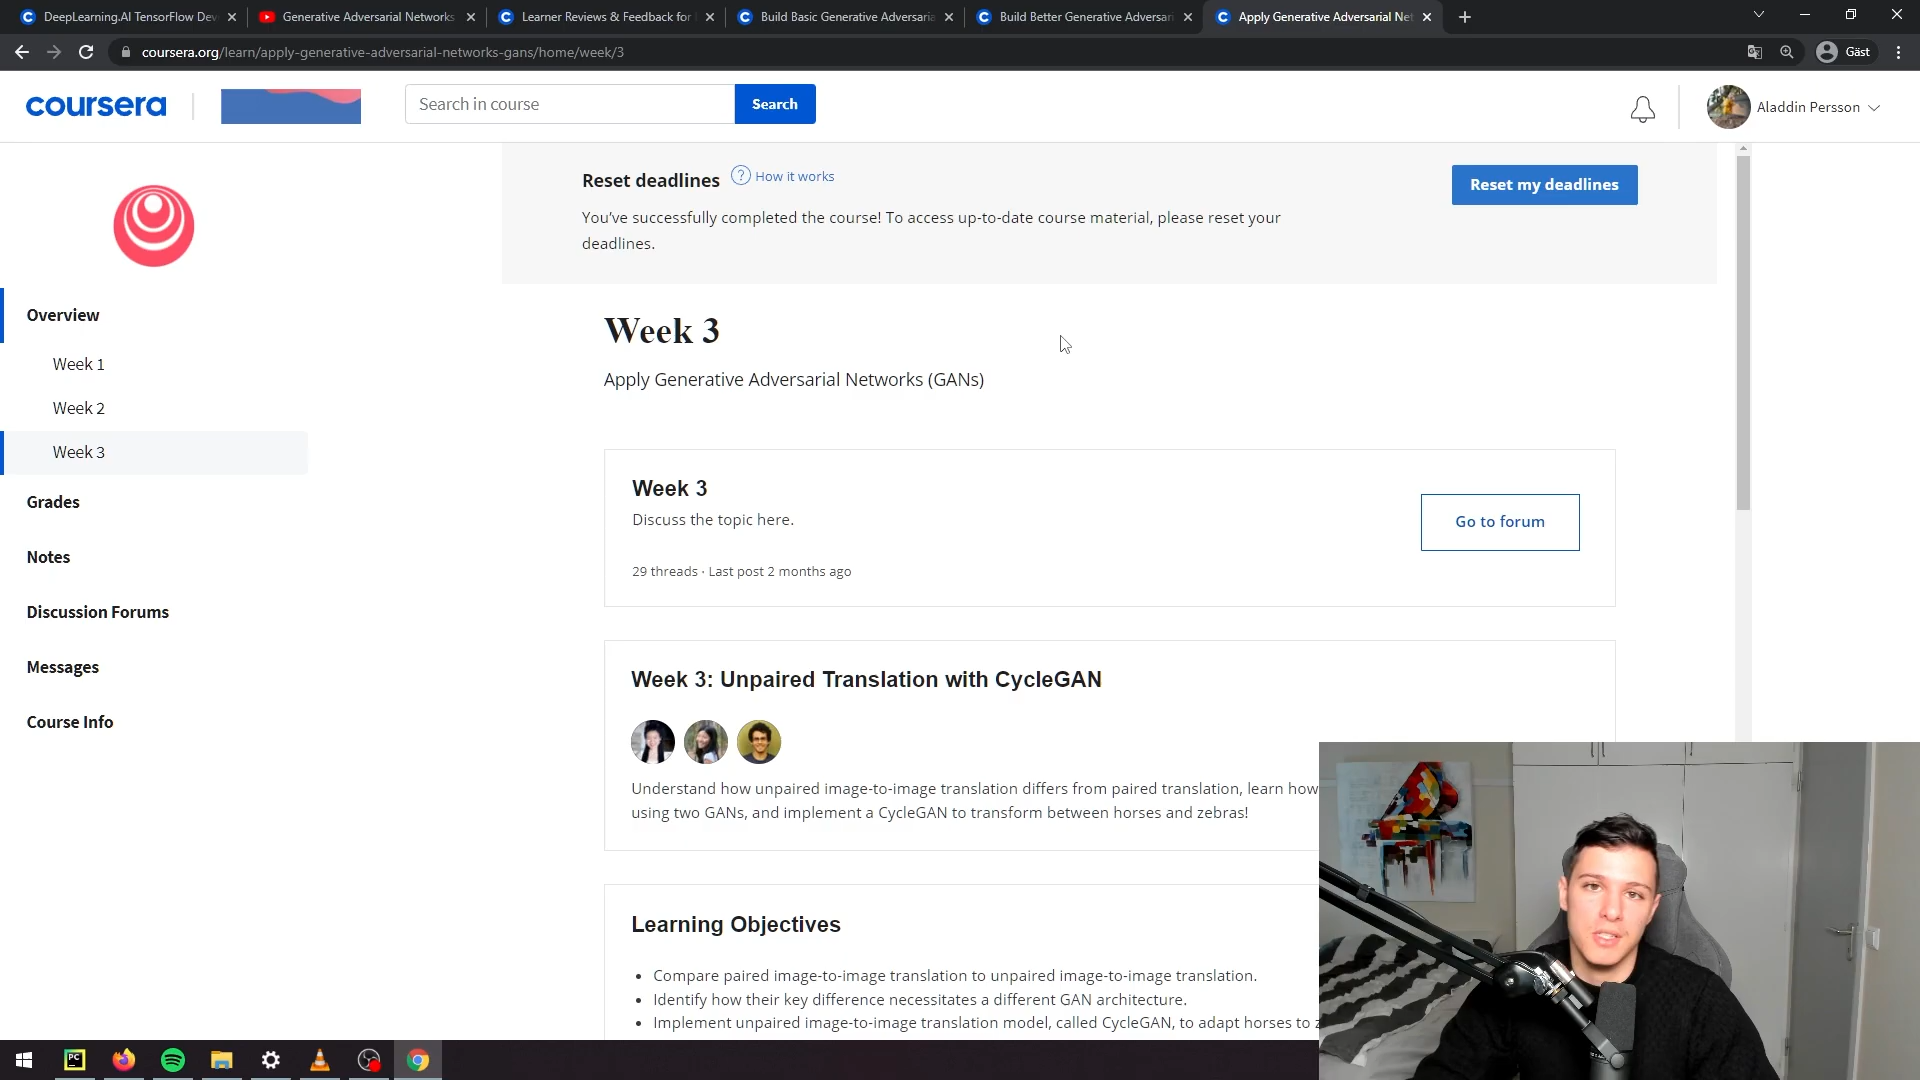 DeepLearning.AI TensorFlow Dev
Generative Adversarial Networks
Learner Reviews & Feedback for
Build Basic Generative Adversaria
Build Better Generative Adversari
Apply Generative Adversarial Net
coursera.org/learn/apply-generative-adversarial-networks-gans/home/week/3
Gäst
coursera
Search in course
Search
Aladdin Persson
Reset deadlines
How it works
Reset my deadlines
You've successfully completed the course! To access up-to-date course material, please reset your
deadlines.
Overview
Week 1
Week 2
Week 3
Grades
Notes
Discussion Forums
Messages
Course Info
Week 3
Apply Generative Adversarial Networks (GANs)
Week 3
Discuss the topic here.
Go to forum
29 threads · Last post 2 months ago
Week 3: Unpaired Translation with CycleGAN
Understand how unpaired image-to-image translation differs from paired translation, learn how
using two GANs, and implement a CycleGAN to transform between horses and zebras!
Learning Objectives
• Compare paired image-to-image translation to unpaired image-to-image translation.
• Identify how their key difference necessitates a different GAN architecture.
• Implement unpaired image-to-image translation model, called CycleGAN, to adapt horses to z
PC